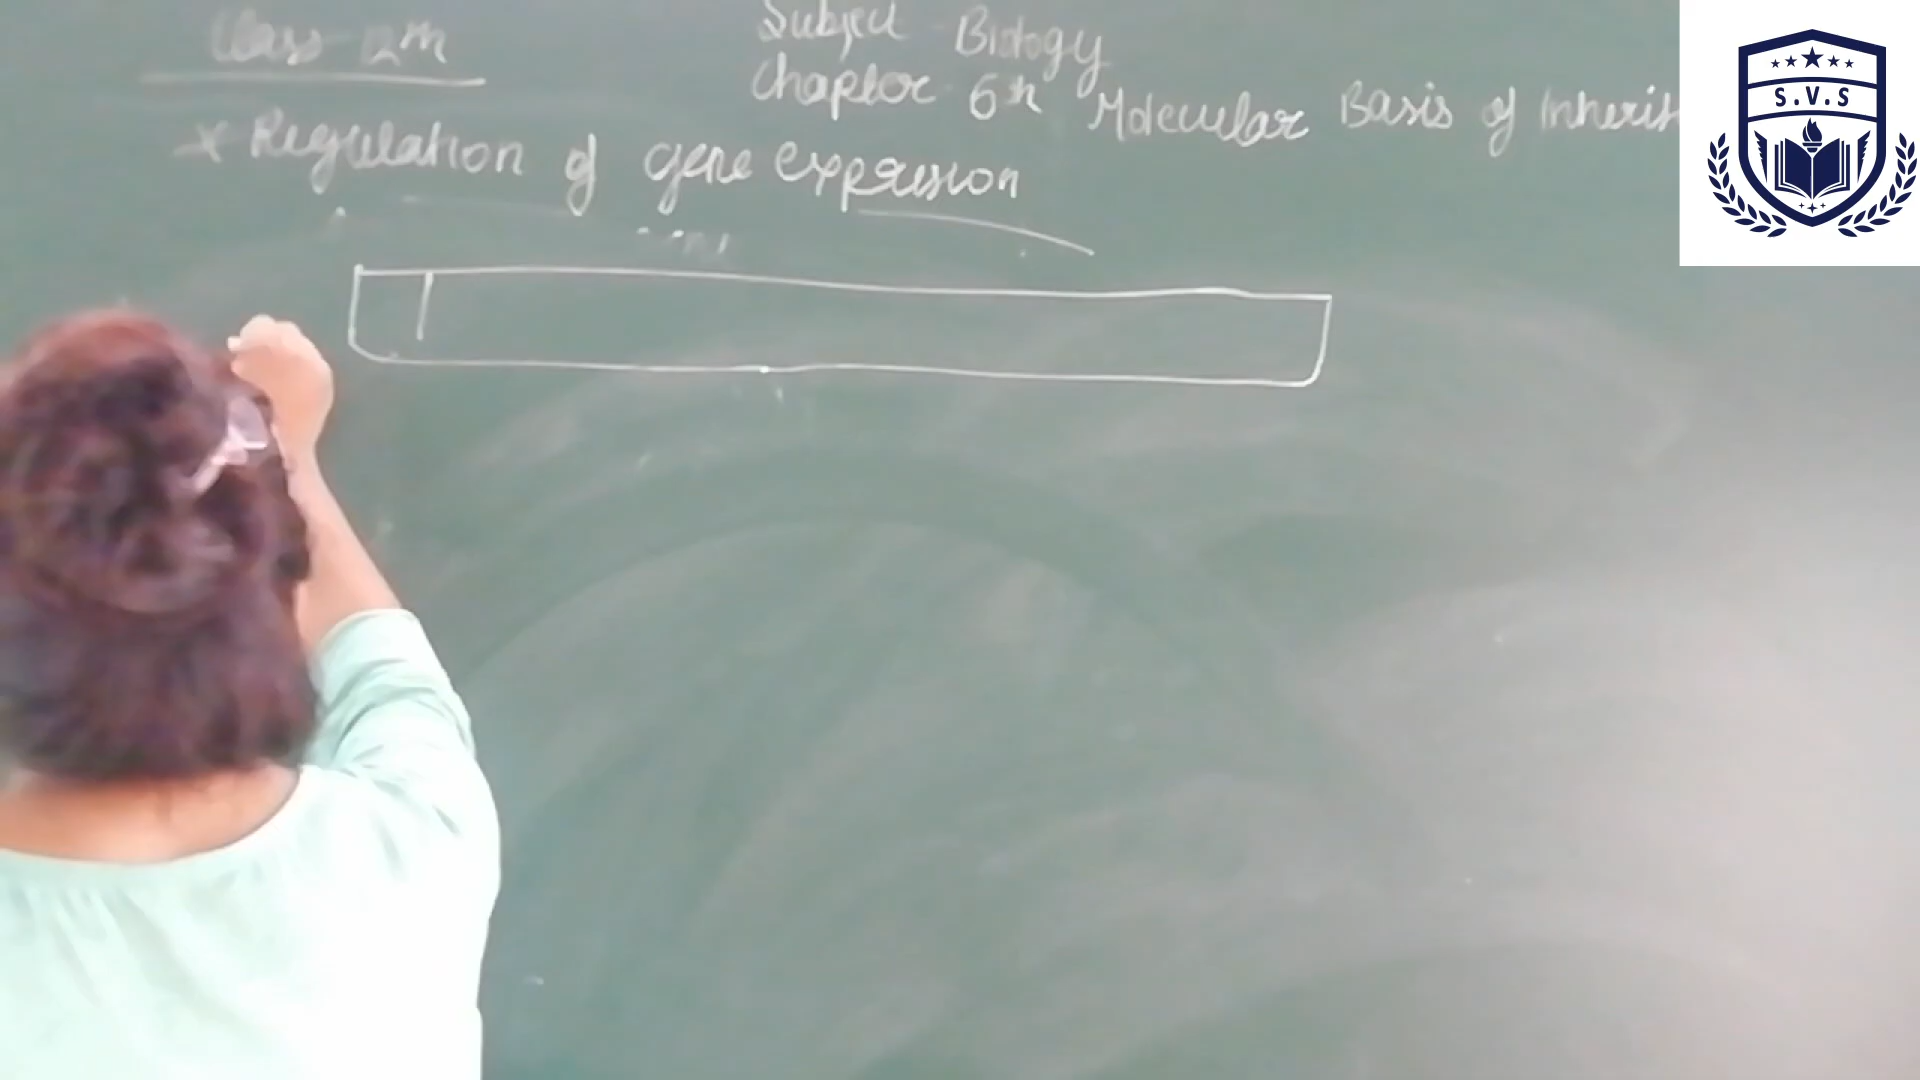 Class 12th
Subject - Biology
Chapter 6th Molecular Basis of Inherit
* Regulation of gene expression
S.V.S